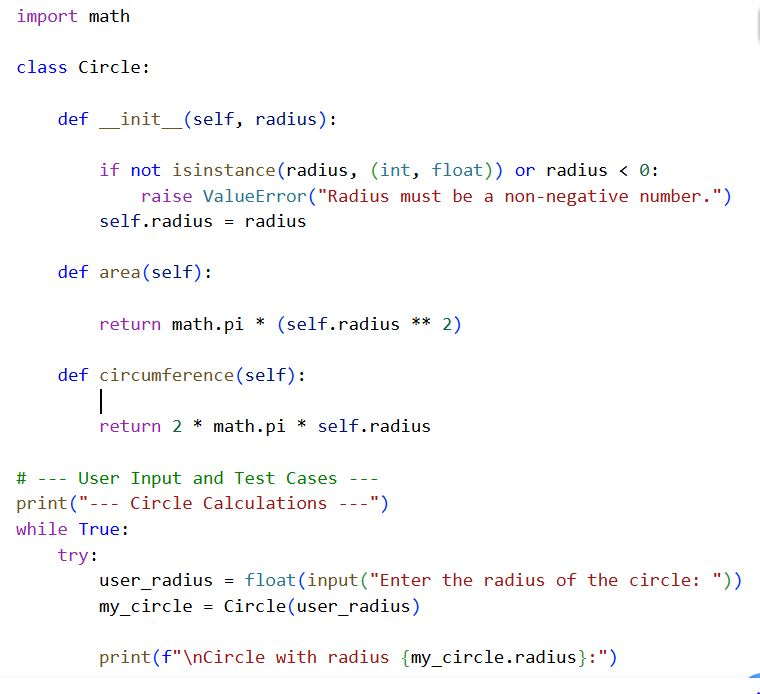 import math
class Circle:
def __init__(self, radius):
if not isinstance(radius, (int, float)) or radius < 0:
raise ValueError("Radius must be a non-negative number.")
self.radius = radius
def area(self):
return math.pi * (self.radius ** 2)
def circumference(self):
return 2 * math.pi * self.radius
# --- User Input and Test Cases ---
print("--- Circle Calculations ---")
while True:
try:
user_radius = float(input("Enter the radius of the circle: "))
my_circle = Circle(user_radius)
print(f"\nCircle with radius {my_circle.radius}:")